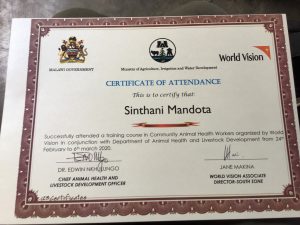 MALAWI GOVERNMENT
Ministry of Agriculture, Irrigation and Water Development
World Vision
CERTIFICATE OF ATTENDANCE
This is to certify that:
Sinthani Mandota
Successfully attended a training course in Community Animal Health Workers organized by World
Vision in conjunction with Department of Animal Health and Livestock Development from 24th
February to 6th march 2020.
DR. EDWIN NKHULUNGO
CHIEF ANIMAL HEALTH AND
LIVESTOCK DEVELOPMENT OFFICER
JANE MAKINA
WORLD VISION ASSOCIATE
DIRECTOR-SOUTH ZONE
certificates